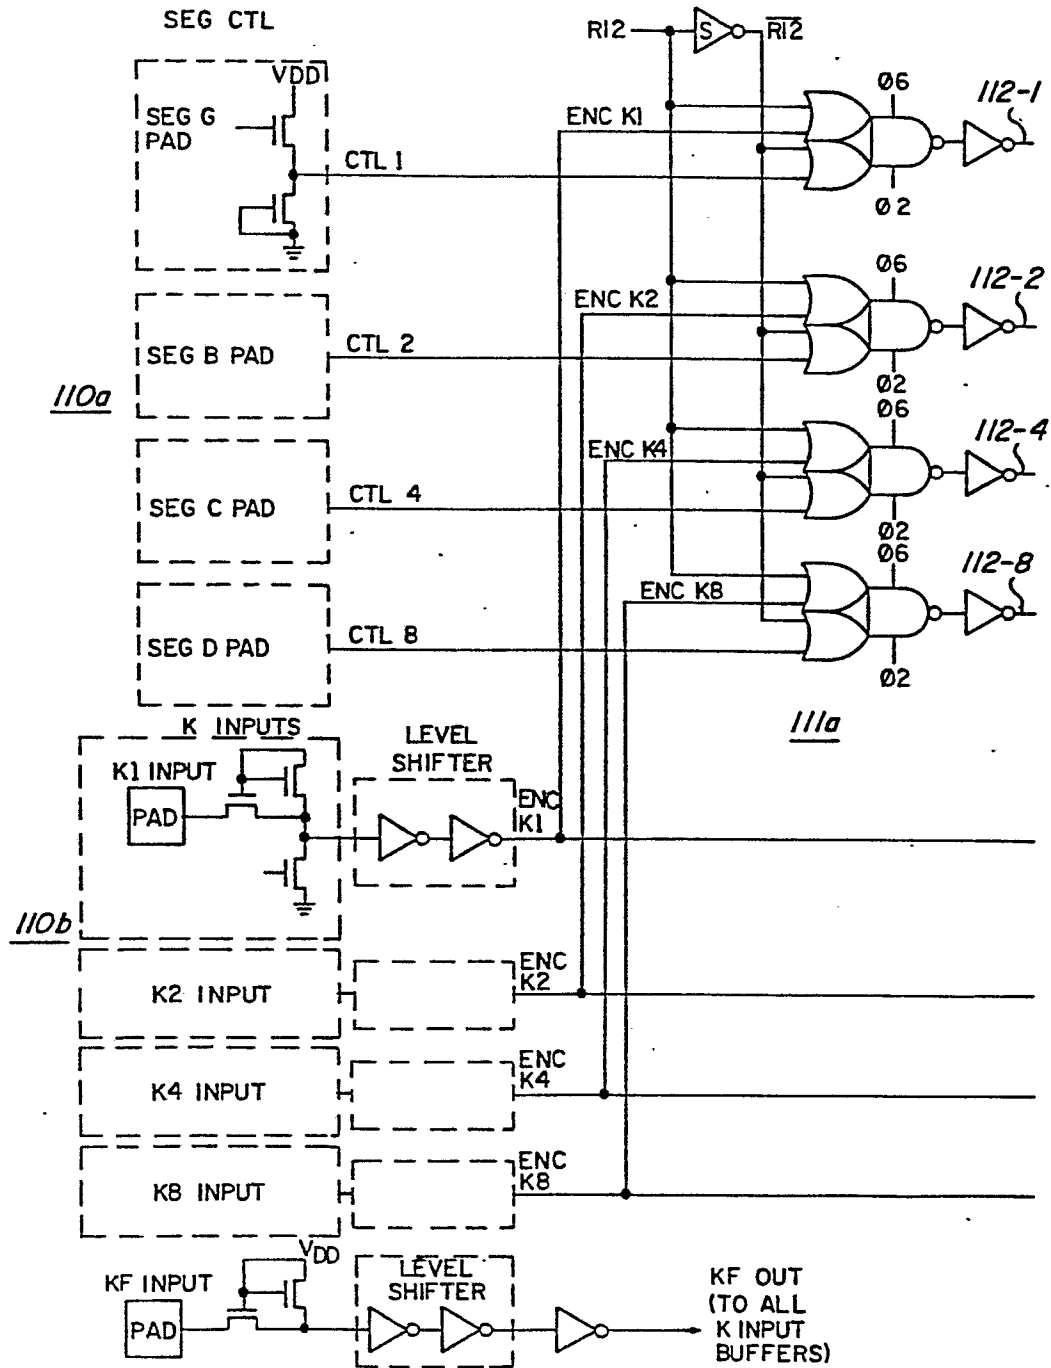 SEG CTL
R12
S
R̅1̅2̅
VDD
SEG G
PAD
CTL 1
ENC K1
Ø6
112-1
Ø2
SEG B PAD
CTL 2
ENC K2
Ø6
112-2
Ø2
110a
SEG C PAD
CTL 4
ENC K4
Ø6
112-4
Ø2
SEG D PAD
CTL 8
ENC K8
Ø6
112-8
Ø2
111a
K INPUTS
K1 INPUT
PAD
LEVEL
SHIFTER
ENC
K1
110b
K2 INPUT
ENC
K2
K4 INPUT
ENC
K4
K8 INPUT
ENC
K8
VDD
KF INPUT
PAD
LEVEL
SHIFTER
KF OUT
(TO ALL
K INPUT
BUFFERS)